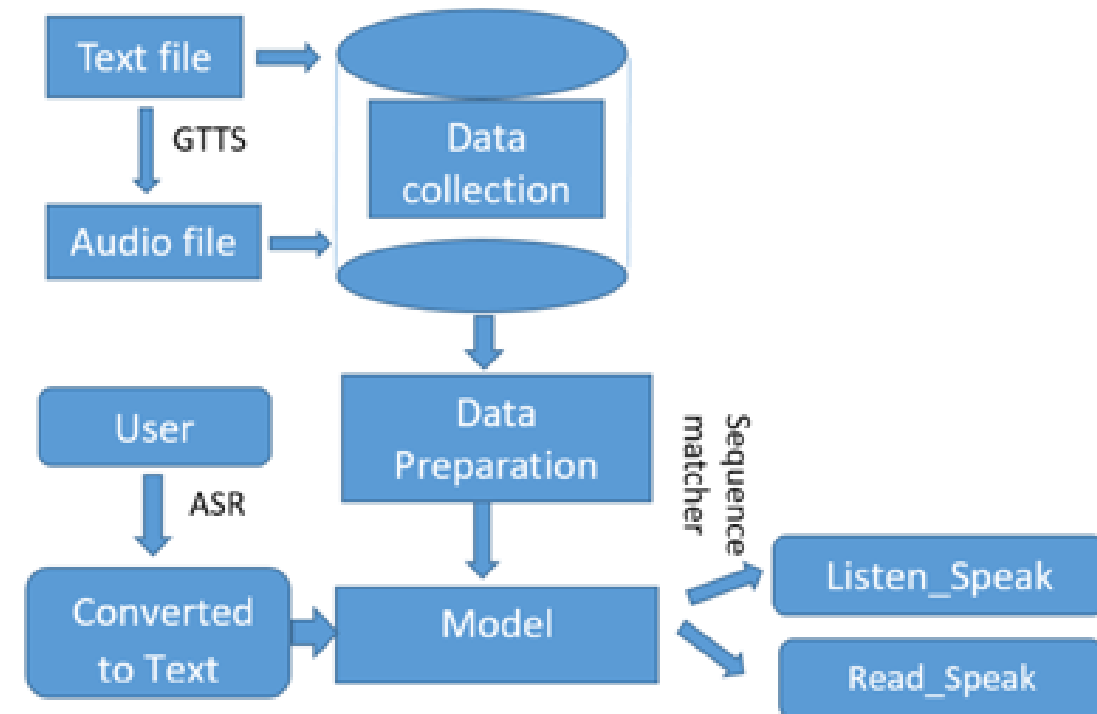 Text file
GTTS
Data
collection
Audio file
User
Data
Preparation
Sequence
matcher
ASR
Listen_Speak
Converted
to Text
Model
Read_Speak